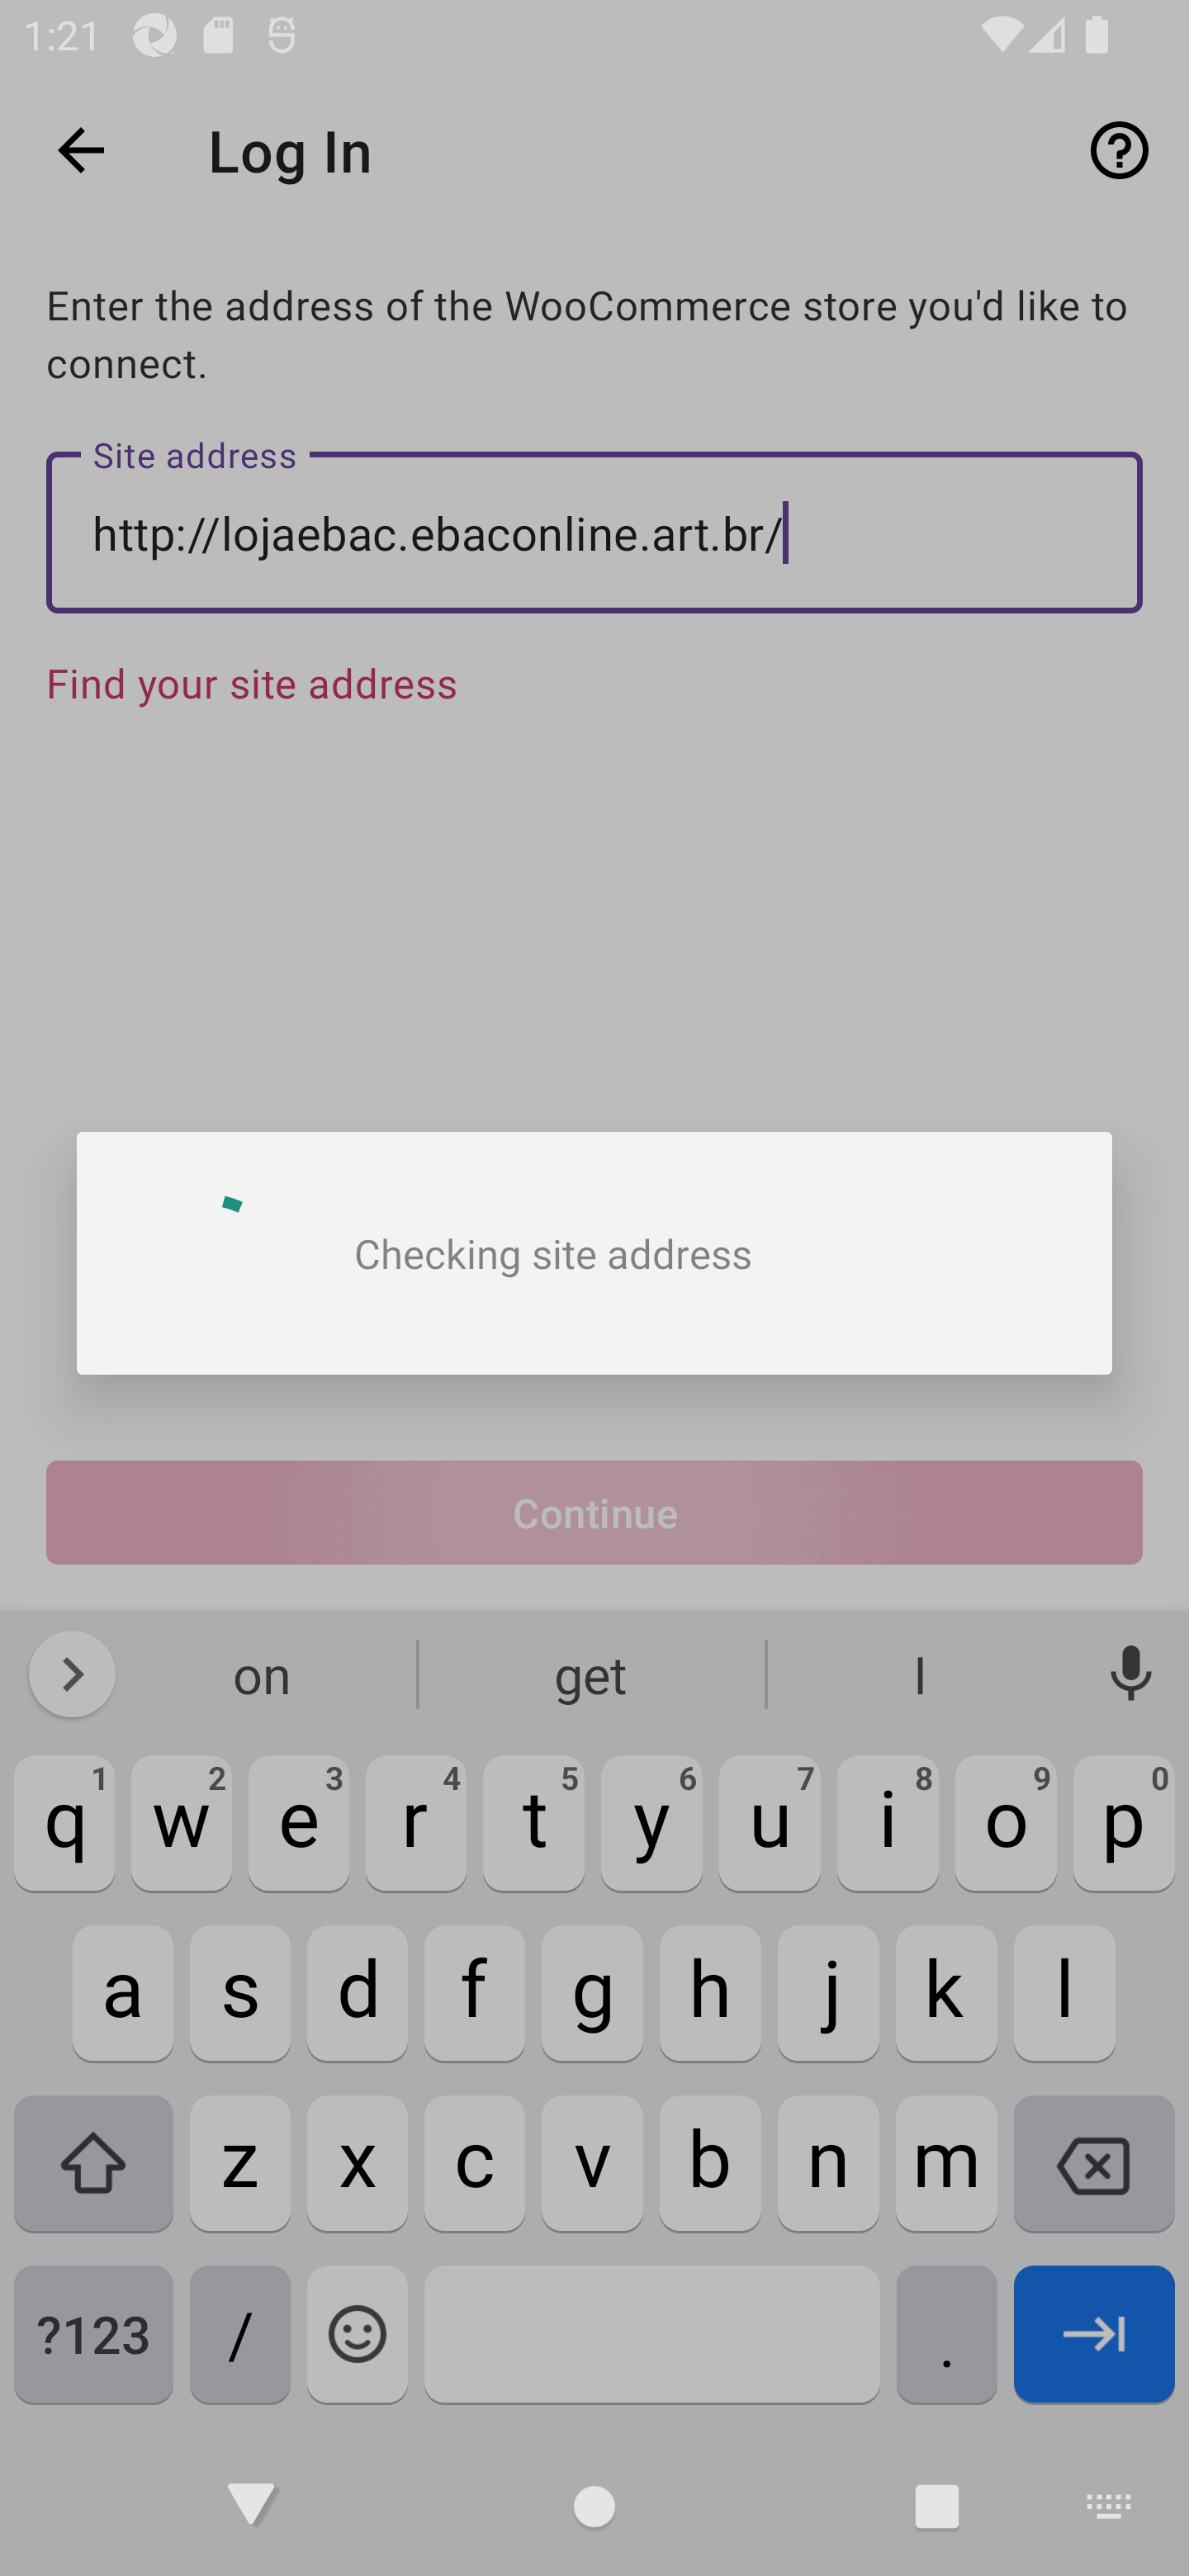 1:21
Log In
Enter the address of the WooCommerce store you'd like to
connect.
Site address
http://lojaebac.ebaconline.art.br/
Find your site address
Checking site address
Continue
on get I
q1 w2 e3 r4 t5 y6 u7 i8 o9 p0
a s d f g h j k l
z x c v b n m
?123 / .